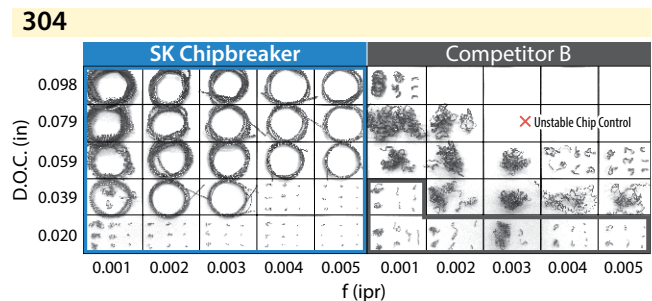 304
SK Chipbreaker Competitor B
0.098
0.079
Unstable Chip Control
0.059
0.039
0.020
D.O.C. (in)
0.001 0.002 0.003 0.004 0.005 0.001 0.002 0.003 0.004 0.005
f (ipr)